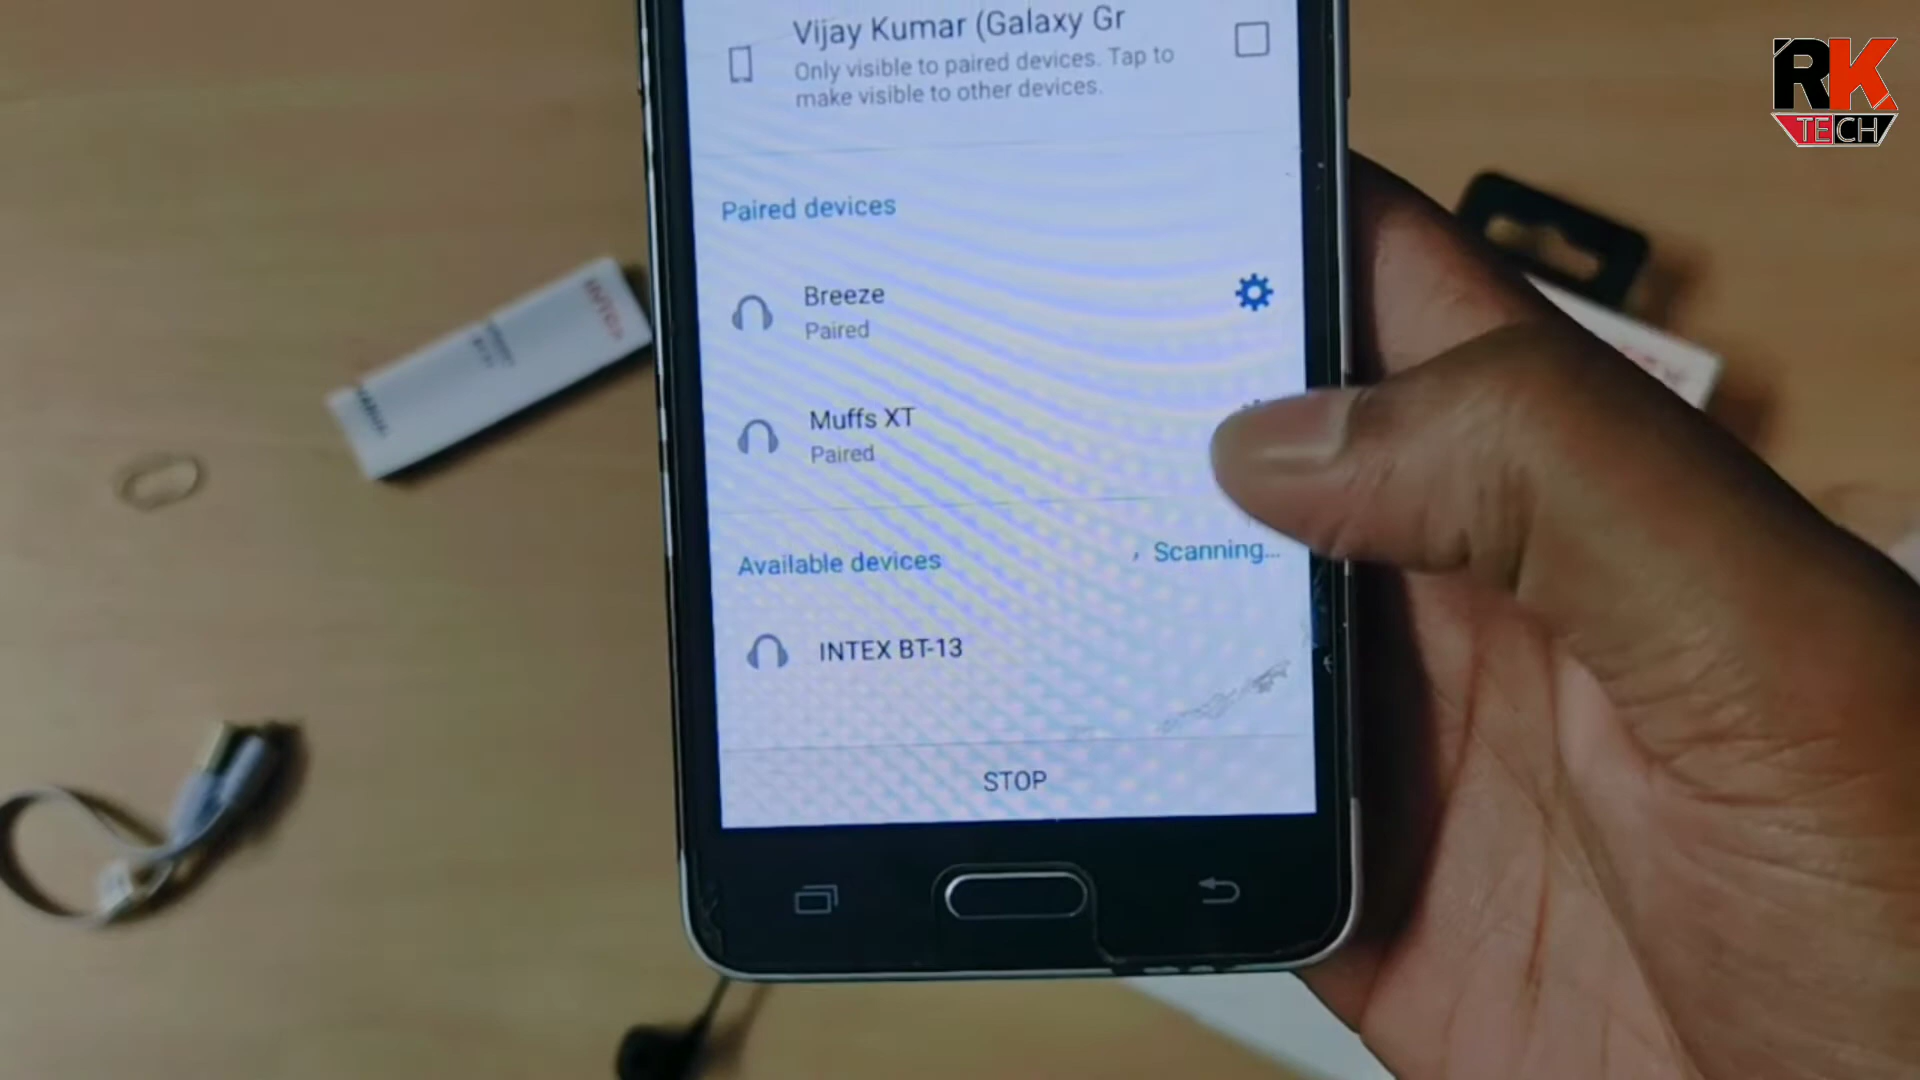 Vijay Kumar (Galaxy Gr
Only visible to paired devices. Tap to
make visible to other devices.
Paired devices
Breeze
Paired
Muffs XT
Paired
Available devices
Scanning...
INTEX BT-13
STOP
RK
TECH